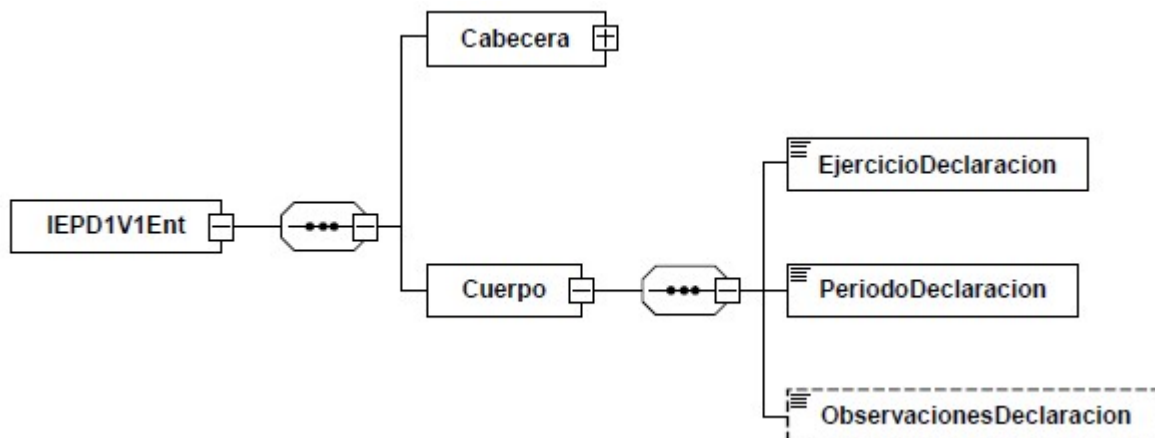 Cabecera
EjercicioDeclaracion
IEPD1V1Ent
Cuerpo
PeriodoDeclaracion
ObservacionesDeclaracion